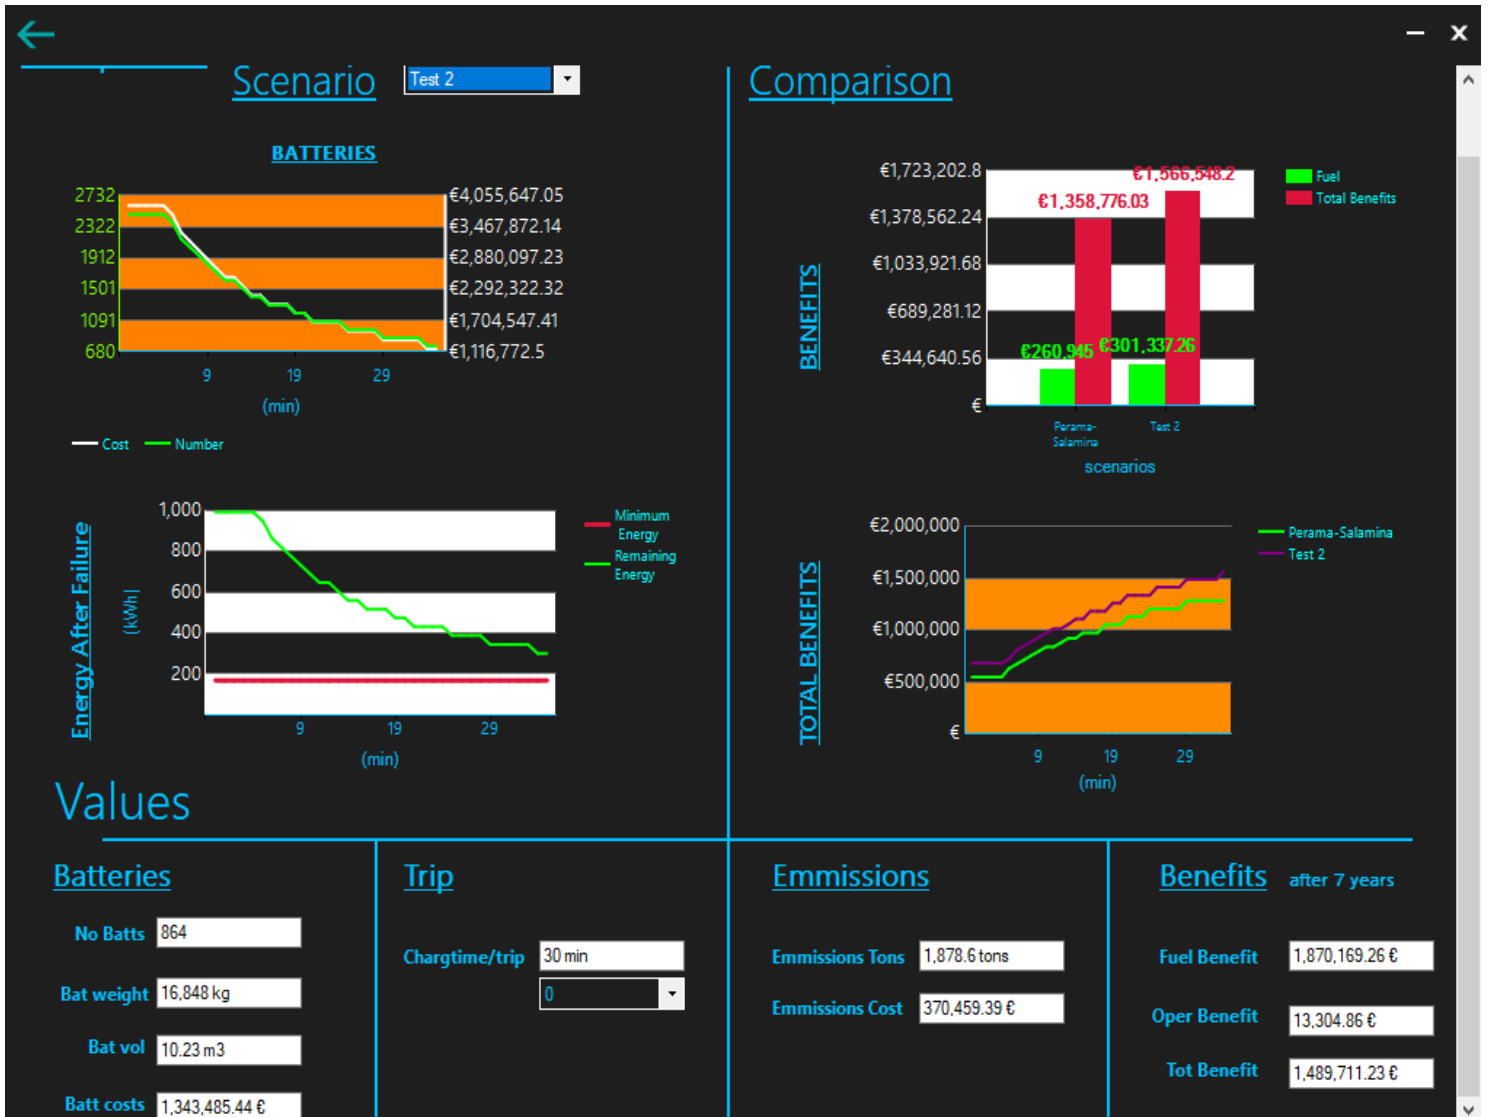 Scenario
Test 2
BATTERIES
2732
2322
1912
1501
1091
680
€4,055,647.05
€3,467,872.14
€2,880,097.23
€2,292,322.32
€1,704,547.41
€1,116,772.5
9 19 29
(min)
Cost Number
Energy After Failure
(kWh)
1,000
800
600
400
200
9 19 29
(min)
Minimum
Energy
Remaining
Energy
Comparison
BENEFITS
€1,723,202.8
€1,378,562.24
€1,033,921.68
€689,281.12
€344,640.56
€
€1,358,776.03
€1,566,548.2
€260,945
€301,337.26
Perama-
Salamina
Test 2
scenarios
Fuel
Total Benefits
TOTAL BENEFITS
€2,000,000
€1,500,000
€1,000,000
€500,000
€
9 19 29
(min)
Perama-Salamina
Test 2
Values
Batteries
No Batts 864
Bat weight 16,848 kg
Bat vol 10.23 m3
Batt costs 1,343,485.44 €
Trip
Chargtime/trip 30 min
0
Emmissions
Emmissions Tons 1,878.6 tons
Emmissions Cost 370,459.39 €
Benefits after 7 years
Fuel Benefit 1,870,169.26 €
Oper Benefit 13,304.86 €
Tot Benefit 1,489,711.23 €